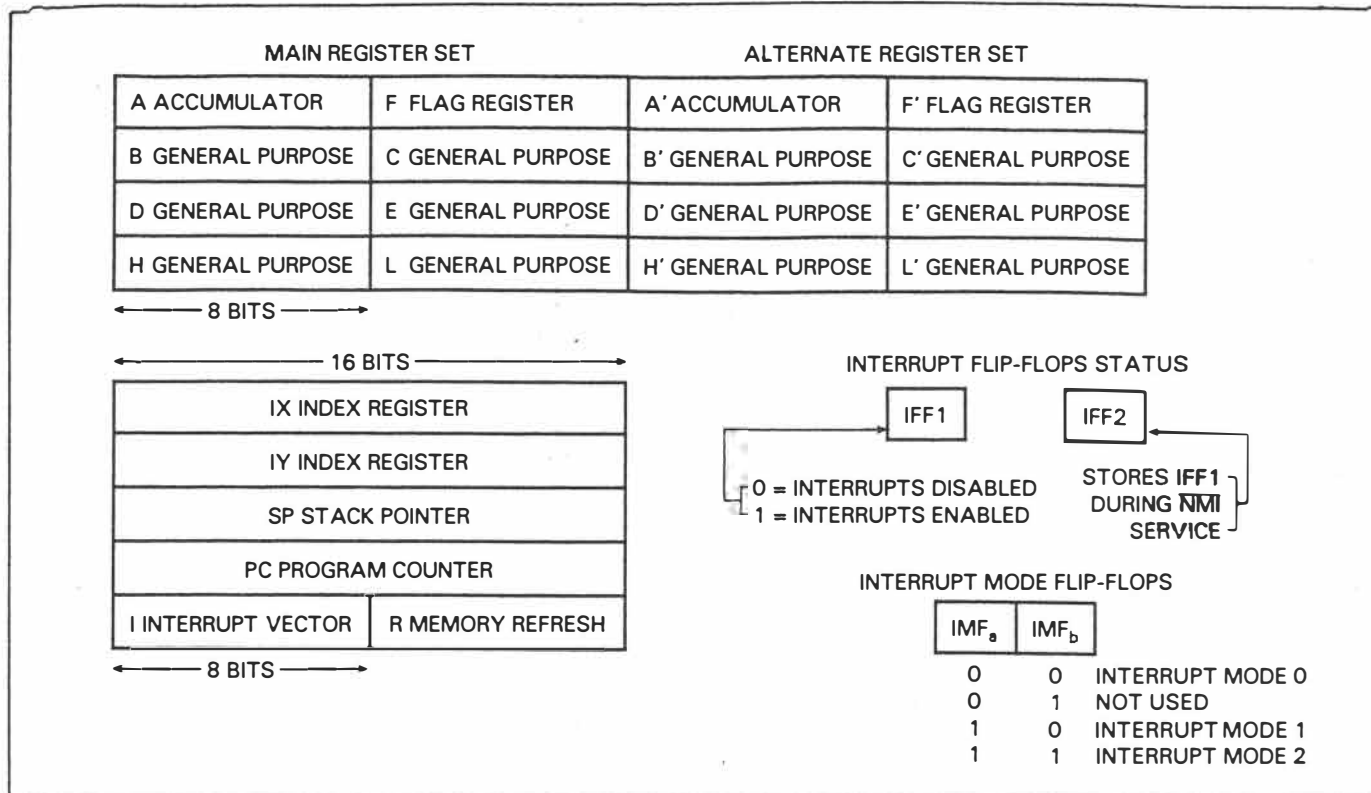 MAIN REGISTER SET
ALTERNATE REGISTER SET
A ACCUMULATOR
F FLAG REGISTER
A' ACCUMULATOR
F' FLAG REGISTER
B GENERAL PURPOSE
C GENERAL PURPOSE
B' GENERAL PURPOSE
C' GENERAL PURPOSE
D GENERAL PURPOSE
E GENERAL PURPOSE
D' GENERAL PURPOSE
E' GENERAL PURPOSE
H GENERAL PURPOSE
L GENERAL PURPOSE
H' GENERAL PURPOSE
L' GENERAL PURPOSE
8 BITS
16 BITS
IX INDEX REGISTER
IY INDEX REGISTER
SP STACK POINTER
PC PROGRAM COUNTER
I INTERRUPT VECTOR
R MEMORY REFRESH
8 BITS
INTERRUPT FLIP-FLOPS STATUS
IFF1
IFF2
0 = INTERRUPTS DISABLED
1 = INTERRUPTS ENABLED
STORES IFF1
DURING N̅M̅I̅
SERVICE
INTERRUPT MODE FLIP-FLOPS
IMFa IMFb
0 0 INTERRUPT MODE 0
0 1 NOT USED
1 0 INTERRUPT MODE 1
1 1 INTERRUPT MODE 2